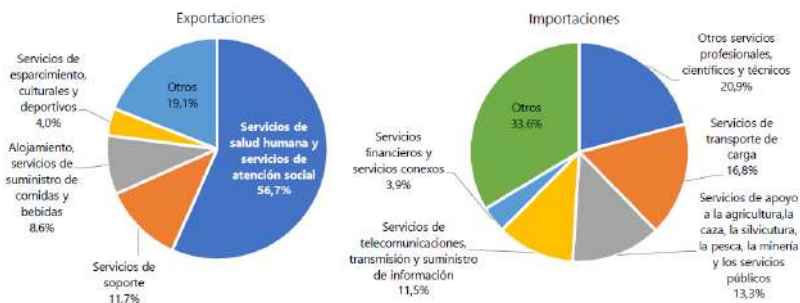 Exportaciones
Servicios de
esparcimiento,
culturales y
deportivos
4,0%
Otros
19,1%
Alojamiento,
servicios de
suministro de
comidas y
bebidas
8,6%
Servicios de
salud humana y
servicios de
atención social
56,7%
Servicios de
soporte
11,7%
Importaciones
Otros servicios
profesionales,
científicos y técnicos
20,9%
Otros
33,6%
Servicios
financieros y
servicios conexos
3,9%
Servicios de
transporte de
carga
16,8%
Servicios de
telecomunicaciones,
transmisión y suministro
de información
11,5%
Servicios de apoyo
a la agricultura,la
caza, la silvicutura,
la pesca, la minería
y los servicios
públicos
13,3%